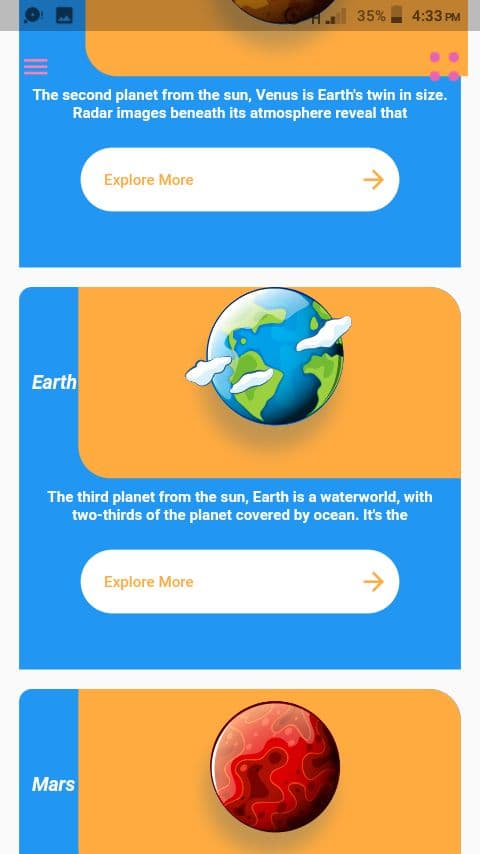 35% 4:33 PM
The second planet from the sun, Venus is Earth's twin in size.
Radar images beneath its atmosphere reveal that
Explore More
Earth
The third planet from the sun, Earth is a waterworld, with
two-thirds of the planet covered by ocean. It's the
Explore More
Mars